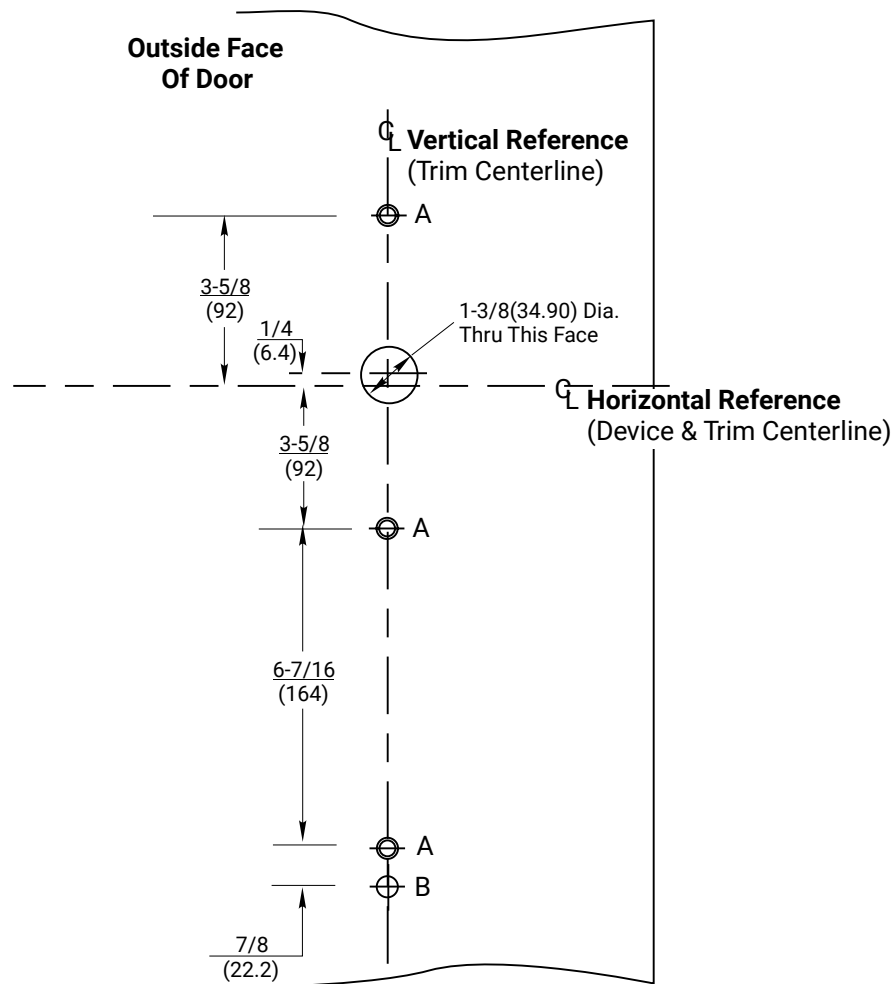 Outside Face
Of Door
℄ Vertical Reference
(Trim Centerline)
A
3-5/8
(92)
1/4
(6.4)
1-3/8(34.90) Dia.
Thru This Face
℄ Horizontal Reference
(Device & Trim Centerline)
3-5/8
(92)
A
6-7/16
(164)
A
B
7/8
(22.2)